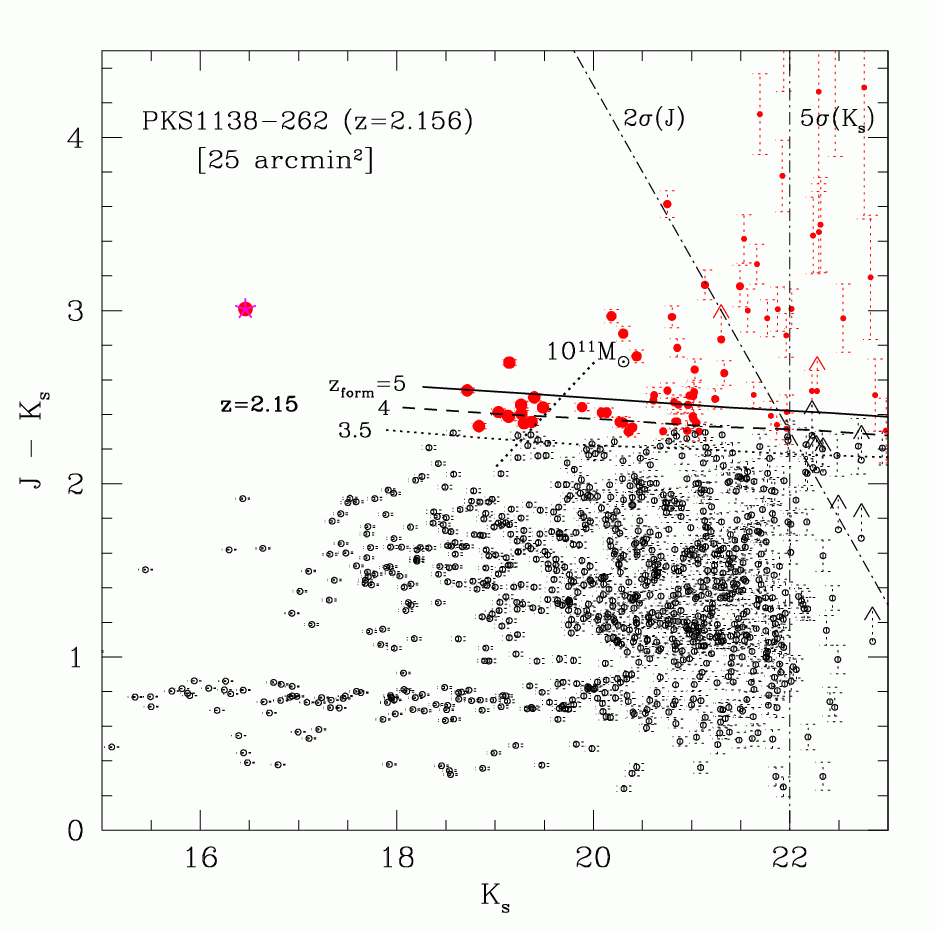 PKS1138−262 (z=2.156)
[25 arcmin²]
2σ(J)
5σ(Kₛ)
10¹¹M☉
z_form=5
z=2.15
4
3.5
4
3
2
1
0
J − Kₛ
16
18
20
22
Kₛ